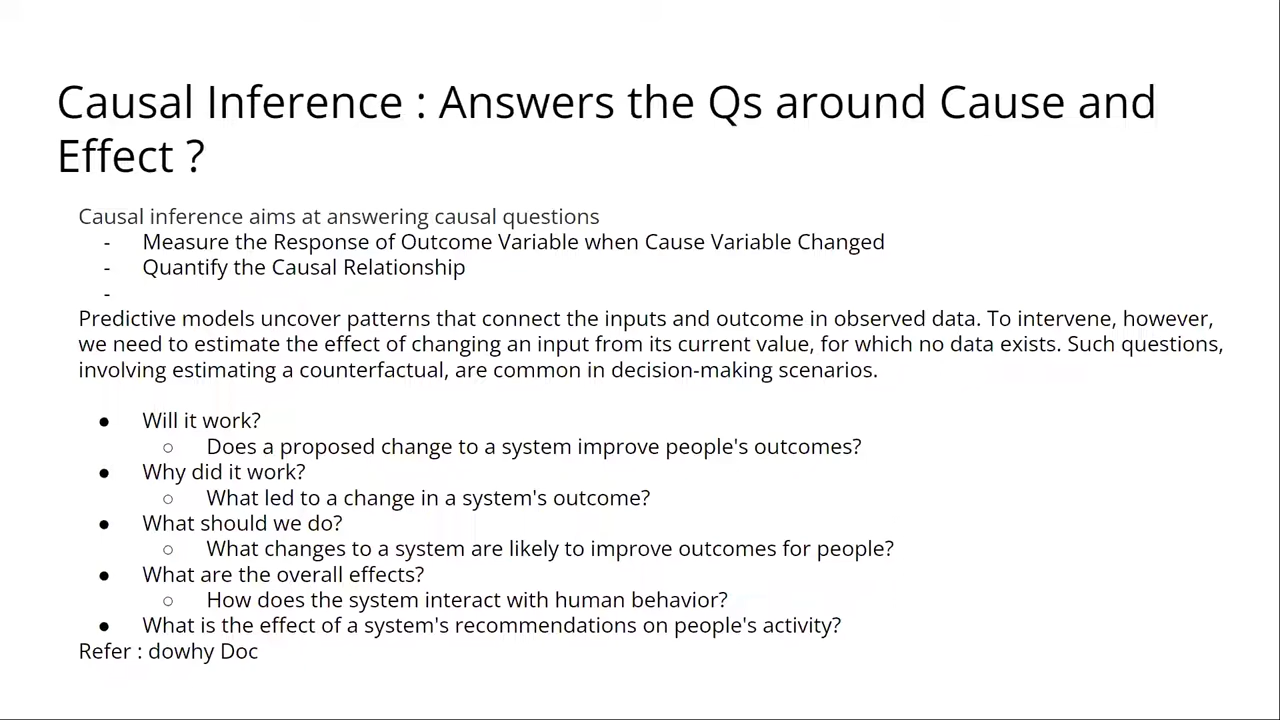 Causal Inference : Answers the Qs around Cause and
Effect ?
Causal inference aims at answering causal questions
- Measure the Response of Outcome Variable when Cause Variable Changed
- Quantify the Causal Relationship
-
Predictive models uncover patterns that connect the inputs and outcome in observed data. To intervene, however,
we need to estimate the effect of changing an input from its current value, for which no data exists. Such questions,
involving estimating a counterfactual, are common in decision-making scenarios.
● Will it work?
○ Does a proposed change to a system improve people's outcomes?
● Why did it work?
○ What led to a change in a system's outcome?
● What should we do?
○ What changes to a system are likely to improve outcomes for people?
● What are the overall effects?
○ How does the system interact with human behavior?
● What is the effect of a system's recommendations on people's activity?
Refer : dowhy Doc